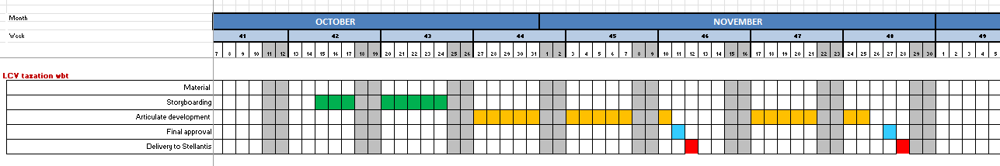 Month OCTOBER NOVEMBER
Week 41 42 43 44 45 46 47 48 49
7 8 9 10 11 12 13 14 15 16 17 18 19 20 21 22 23 24 25 26 27 28 29 30 31 1 2 3 4 5 6 7 8 9 10 11 12 13 14 15 16 17 18 19 20 21 22 23 24 25 26 27 28 29 30 1 2 3 4 5
LCV taxation wbt
Material
Storyboarding
Articulate development
Final approval
Delivery to Stellantis